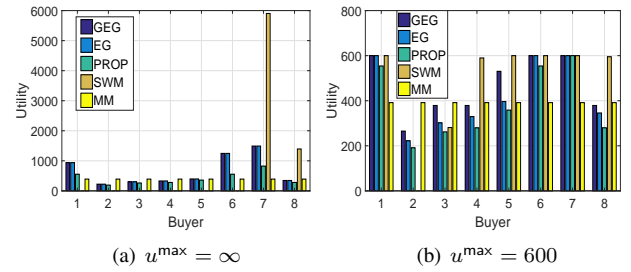 6000
5000
4000
3000
2000
1000
0
Utility
GEG
EG
PROP
SWM
MM
1 2 3 4 5 6 7 8
Buyer
(a) u^max = ∞
800
600
400
200
0
Utility
GEG
EG
PROP
SWM
MM
1 2 3 4 5 6 7 8
Buyer
(b) u^max = 600